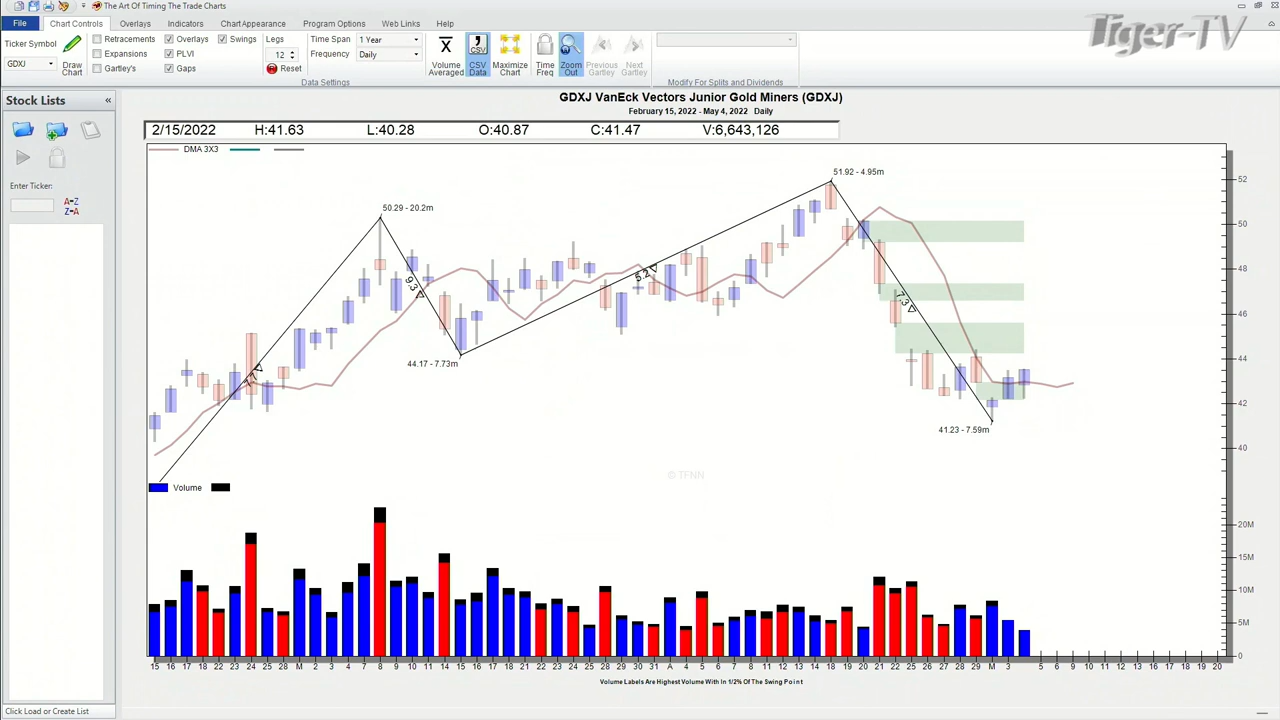 The Art Of Timing The Trade Charts
File
Chart Controls
Overlays
Indicators
Chart Appearance
Program Options
Web Links
Help
Tiger-TV
Ticker Symbol
GDXJ
Draw
Chart
Retracements
Expansions
Gartley's
Overlays
PLVI
Gaps
Swings
Legs
12
Reset
Time Span
1 Year
Frequency
Daily
Data Settings
Volume
Averaged
CSV
CSV
Data
Maximize
Chart
Time
Freq
Zoom
Out
Previous
Gartley
Next
Gartley
Modify For Splits and Dividends
Stock Lists
«
Enter Ticker:
A-Z
Z-A
GDXJ VanEck Vectors Junior Gold Miners (GDXJ)
February 15, 2022 - May 4, 2022 Daily
2/15/2022 H:41.63 L:40.28 O:40.87 C:41.47 V:6,643,126
DMA 3X3
51.92 - 4.95m
50.29 - 20.2m
9.3
5.2
7.3
44.17 - 7.73m
41.23 - 7.59m
52
50
48
46
44
42
40
© TFNN
Volume
20M
15M
10M
5M
0
15 16 17 18 22 23 24 25 28 M 2 3 4 7 8 9 10 11 14 15 16 17 18 21 22 23 24 25 28 29 30 31 A 4 5 6 7 8 11 12 13 14 18 19 20 21 22 25 26 27 28 29 M 3 5 6 9 10 11 12 13 16 17 18 19 20
Volume Labels Are Highest Volume With In 1/2% Of The Swing Point
Click Load or Create List